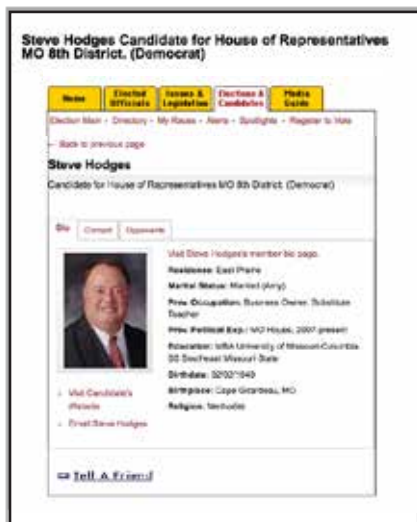 Steve Hodges Candidate for House of Representatives
MO 8th District. (Democrat)
Home
Elected Officials
Issues & Legislation
Elections & Candidates
Media Guide
Election Main - Directory - My Races - Alerts - Spotlights - Register to Vote
Back to previous page
Steve Hodges
Candidate for House of Representatives MO 8th District. (Democrat)
Bio
Contact
Opponents
Visit Steve Hodges's member bio page.
Residence: East Prairie
Marital Status: Married (Amy)
Prev. Occupation: Business Owner, Substitute
Teacher
Prev. Political Exp.: MO House, 2007-present
Education: MBA University of Missouri-Columbia
BS Southeast Missouri State
Birthdate:
Birthplace: Cape Girardeau, MO
Religion: Methodist
Visit Candidate's
Website
Email Steve Hodges
Tell A Friend